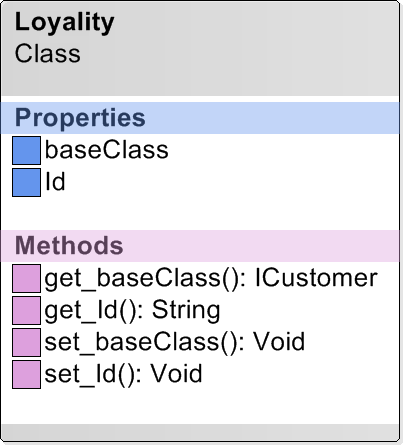 Loyality
Class
Properties
baseClass
Id
Methods
get_baseClass(): ICustomer
get_Id(): String
set_baseClass(): Void
set_Id(): Void